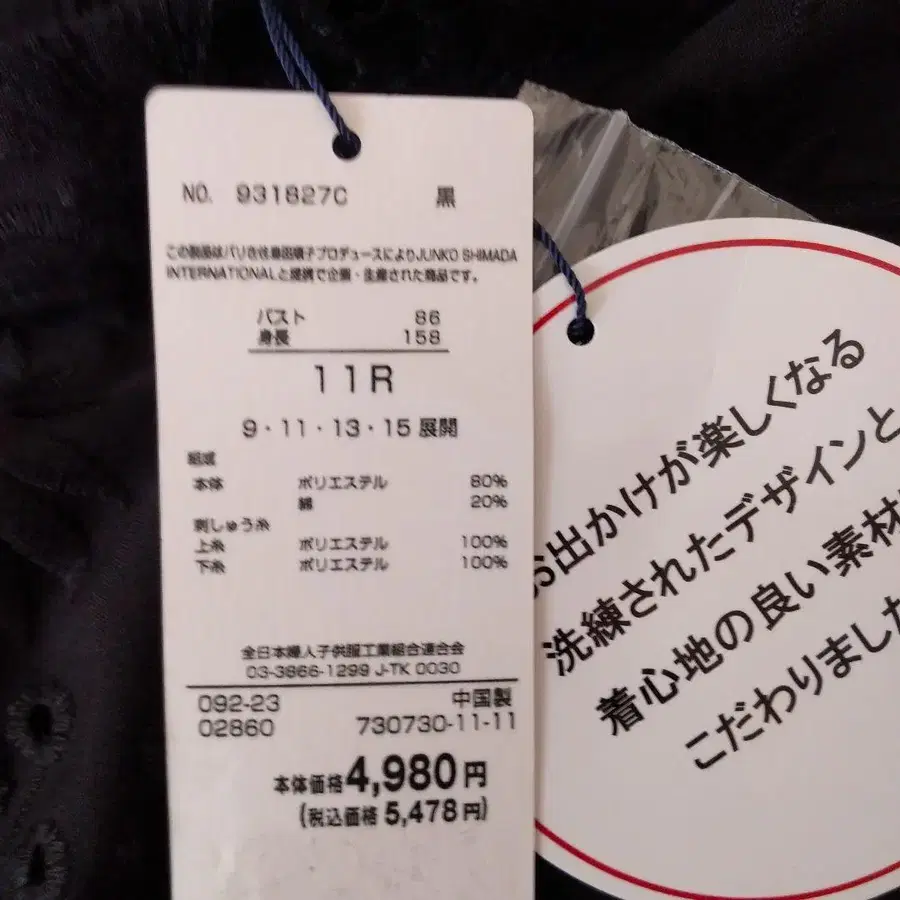 NO. 931827C 黒
この製品はパリ在住島田順子プロデュースによりJUNKO SHIMADA
INTERNATIONALと提携で企画・生産された商品です。
バスト 86
身長 158
11R
9・11・13・15 展開
組成
本体 ポリエステル 80%
綿 20%
刺しゅう糸
上糸 ポリエステル 100%
下糸 ポリエステル 100%
全日本婦人子供服工業組合連合会
03-3866-1299 J-TK 0030
092-23 中国製
02860 730730-11-11
本体価格4,980円
(税込価格 5,478円)
お出かけが楽しくなる
洗練されたデザインと
着心地の良い素材
こだわりました